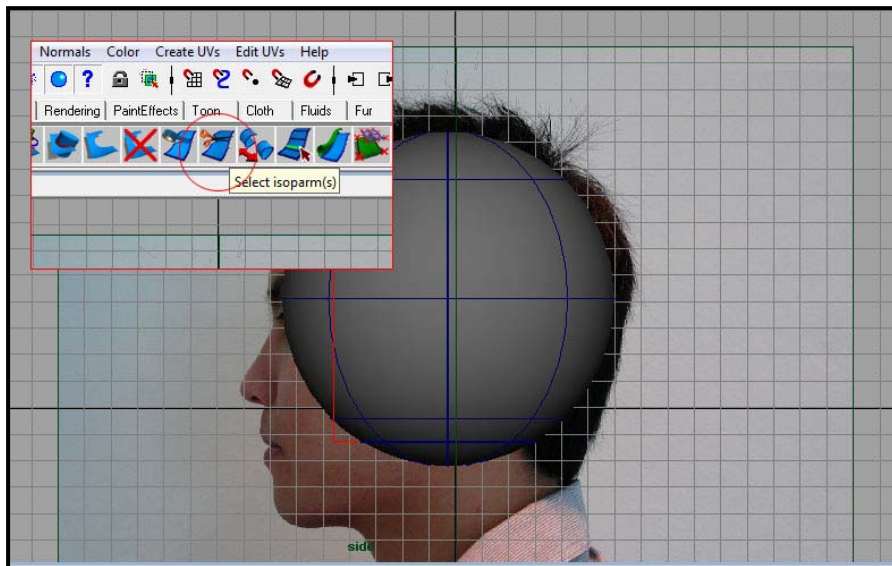 Normals Color Create UVs Edit UVs Help
?
Rendering PaintEffects Toon Cloth Fluids Fur
Select isoparm(s)
side